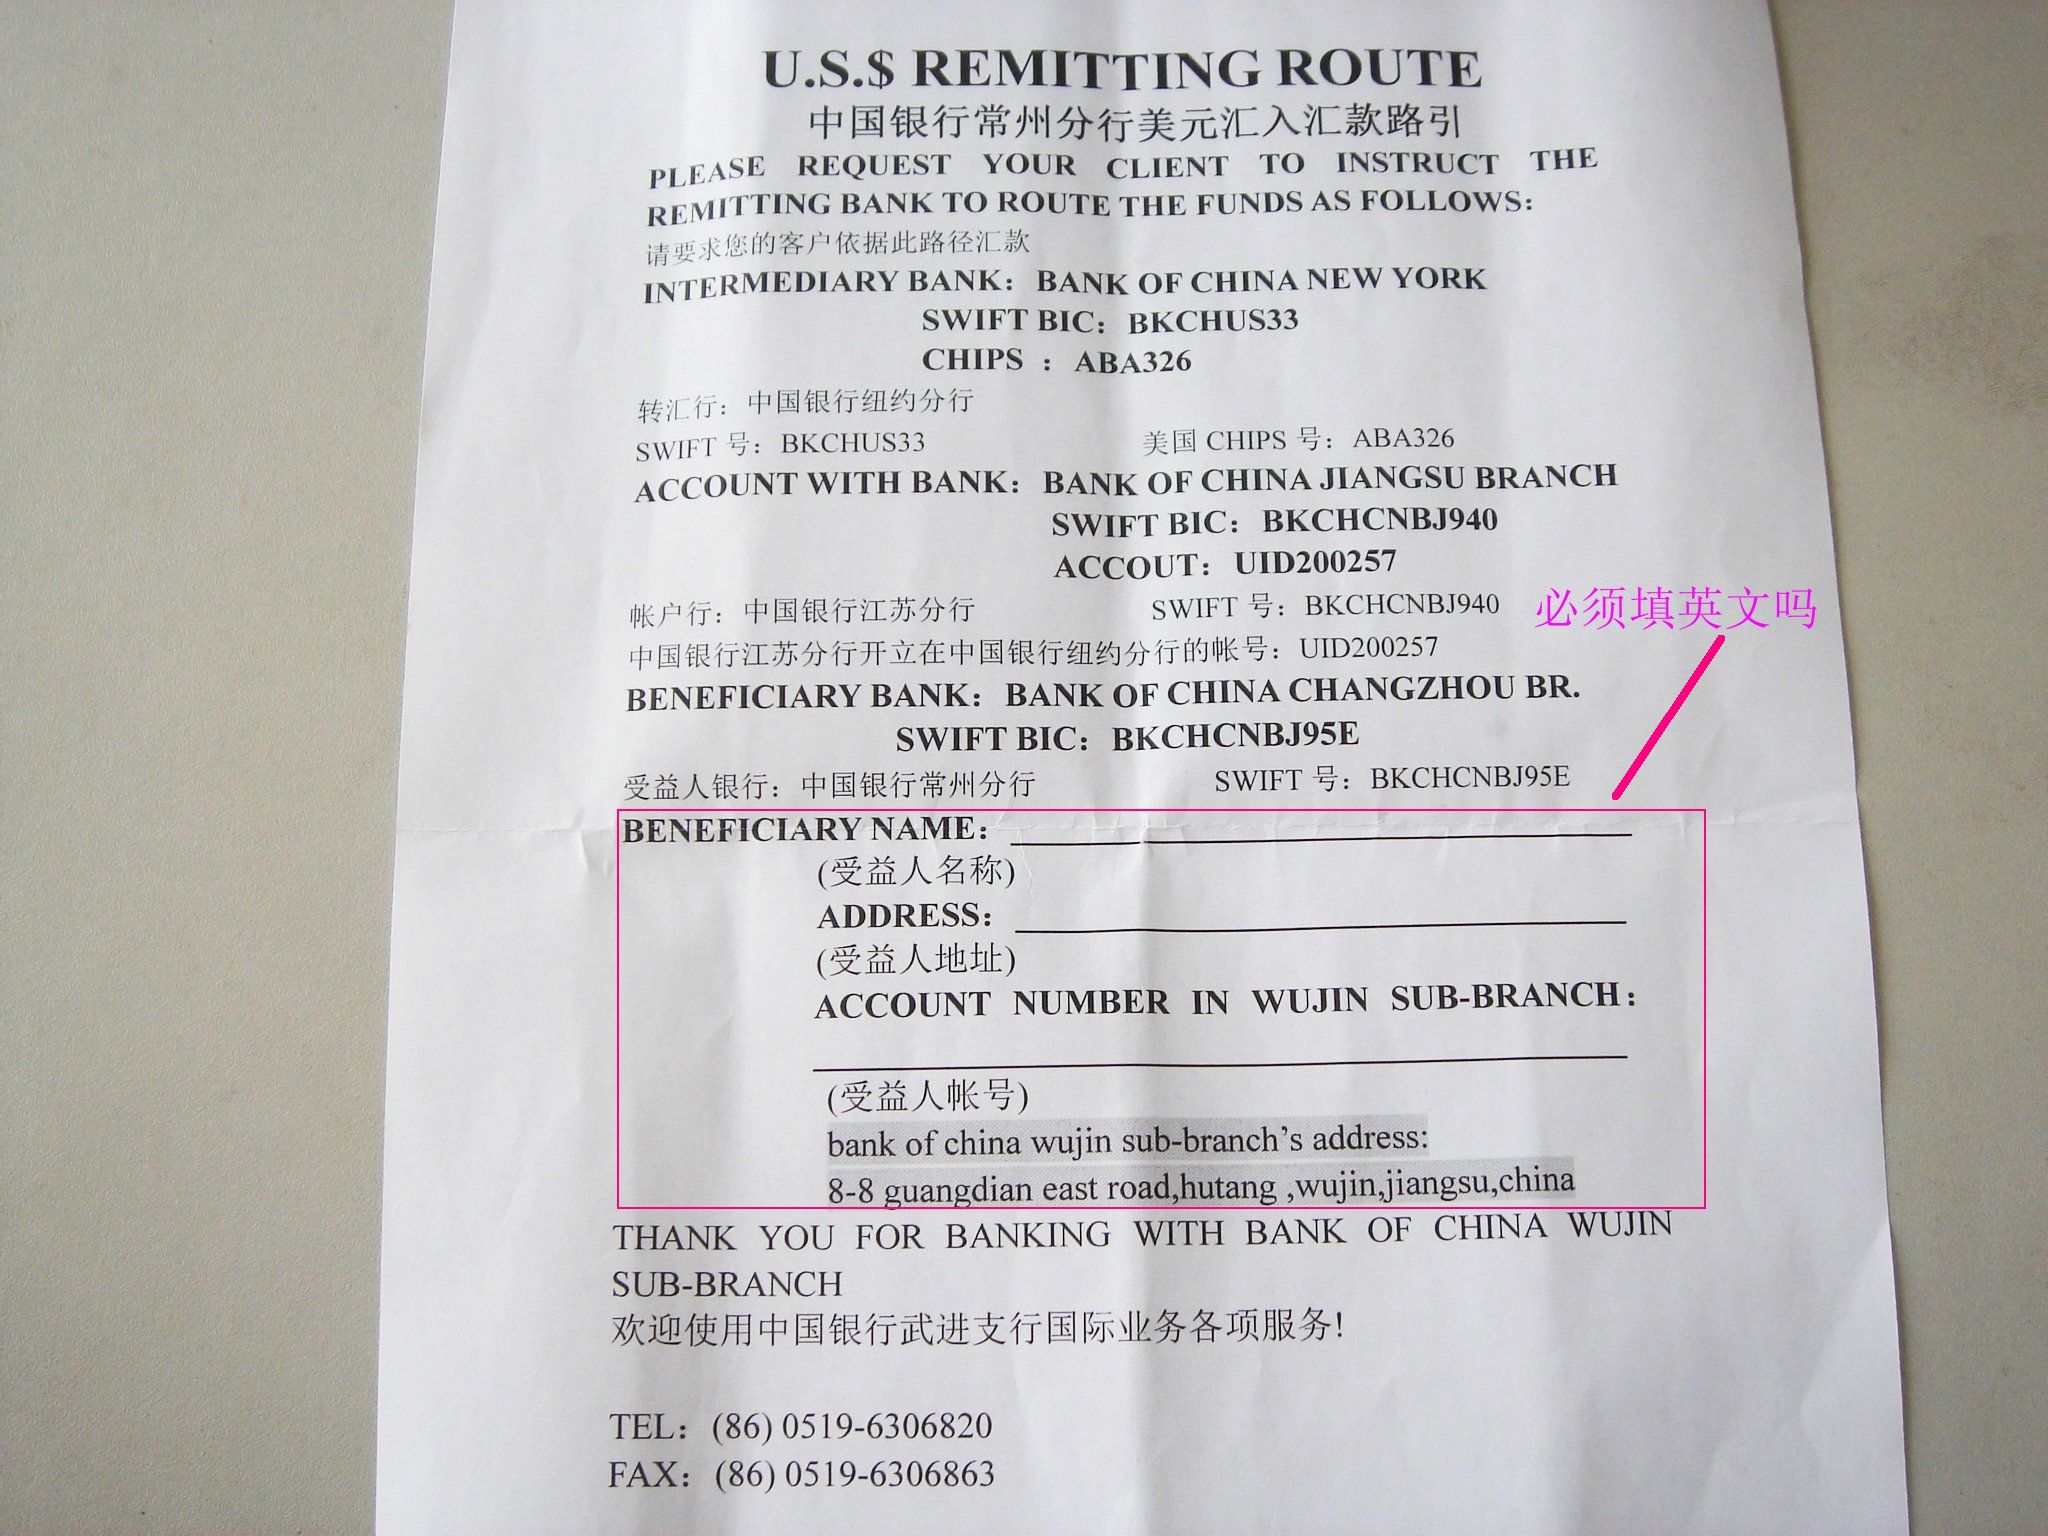 U.S.$ REMITTING ROUTE
中国银行常州分行美元汇入汇款路引
PLEASE REQUEST YOUR CLIENT TO INSTRUCT THE
REMITTING BANK TO ROUTE THE FUNDS AS FOLLOWS:
请要求您的客户依据此路径汇款
INTERMEDIARY BANK：BANK OF CHINA NEW YORK
SWIFT BIC：BKCHUS33
CHIPS ：ABA326
转汇行：中国银行纽约分行
SWIFT 号：BKCHUS33 美国 CHIPS 号：ABA326
ACCOUNT WITH BANK：BANK OF CHINA JIANGSU BRANCH
SWIFT BIC：BKCHCNBJ940
ACCOUT：UID200257
帐户行：中国银行江苏分行 SWIFT 号：BKCHCNBJ940
必须填英文吗
中国银行江苏分行开立在中国银行纽约分行的帐号：UID200257
BENEFICIARY BANK：BANK OF CHINA CHANGZHOU BR.
SWIFT BIC：BKCHCNBJ95E
受益人银行：中国银行常州分行 SWIFT 号：BKCHCNBJ95E
BENEFICIARY NAME：
(受益人名称)
ADDRESS：
(受益人地址)
ACCOUNT NUMBER IN WUJIN SUB-BRANCH：
(受益人帐号)
bank of china wujin sub-branch's address:
8-8 guangdian east road,hutang ,wujin,jiangsu,china
THANK YOU FOR BANKING WITH BANK OF CHINA WUJIN
SUB-BRANCH
欢迎使用中国银行武进支行国际业务各项服务!
TEL：(86) 0519-6306820
FAX：(86) 0519-6306863